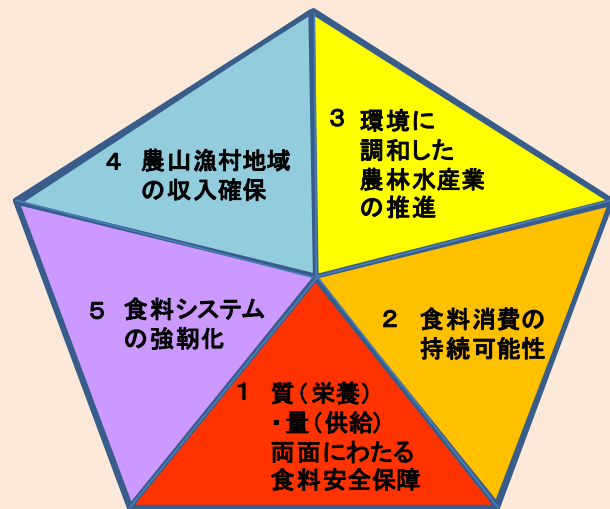 1 質（栄養）
・量（供給）
両面にわたる
食料安全保障
2 食料消費の
持続可能性
3 環境に
調和した
農林水産業
の推進
4 農山漁村地域
の収入確保
5 食料システム
の強靭化